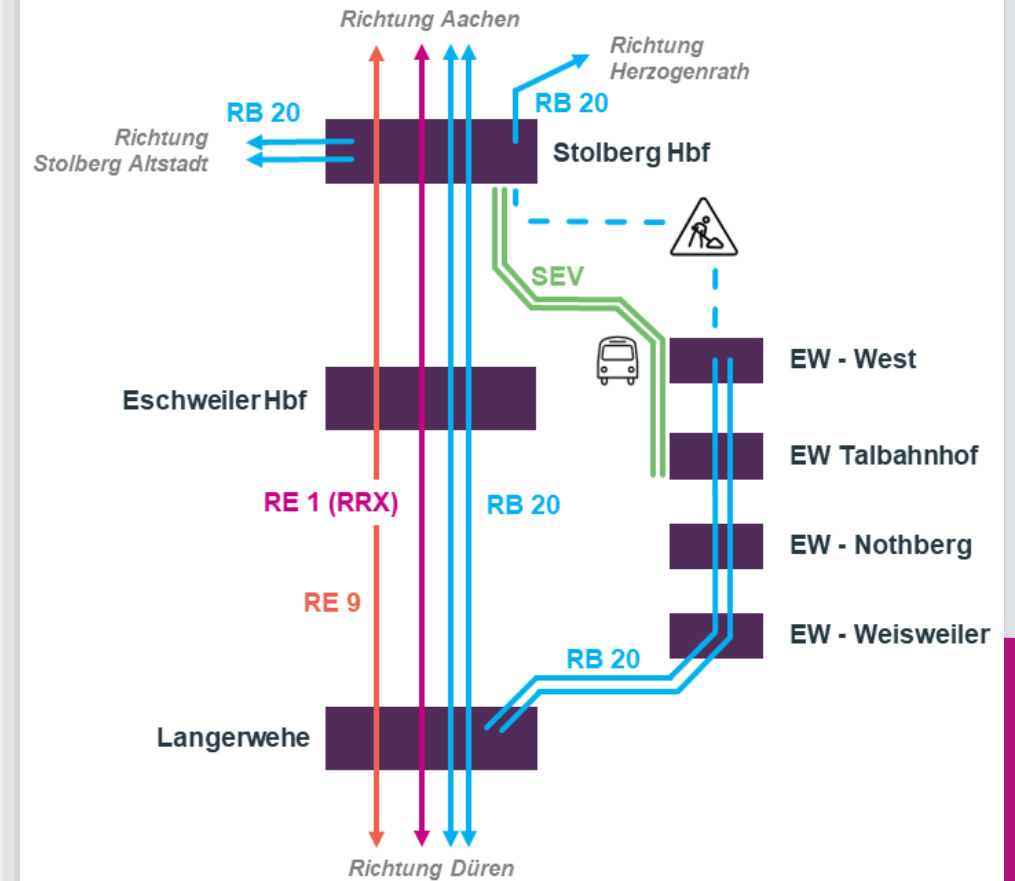 Richtung Aachen
Richtung
Herzogenrath
RB 20
RB 20
Richtung
Stolberg Altstadt
Stolberg Hbf
SEV
EW - West
Eschweiler Hbf
EW Talbahnhof
RE 1 (RRX)
RB 20
EW - Nothberg
RE 9
EW - Weisweiler
RB 20
Langerwehe
Richtung Düren